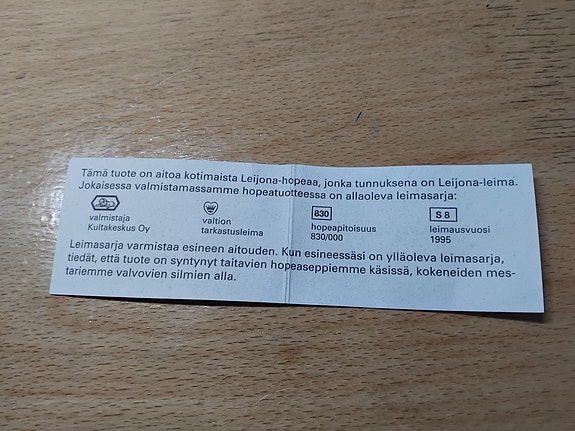 Tämä tuote on aitoa kotimaista Leijona-hopeaa, jonka tunnuksena on Leijona-leima.
Jokaisessa valmistamassamme hopeatuotteessa on allaoleva leimasarja:
830 S 8
valmistaja valtion hopeapitoisuus leimausvuosi
Kultakeskus Oy tarkastusleima 830/000 1995
Leimasarja varmistaa esineen aitouden. Kun esineessäsi on ylläoleva leimasarja,
tiedät, että tuote on syntynyt taitavien hopeaseppiemme käsissä, kokeneiden mes-
tariemme valvovien silmien alla.